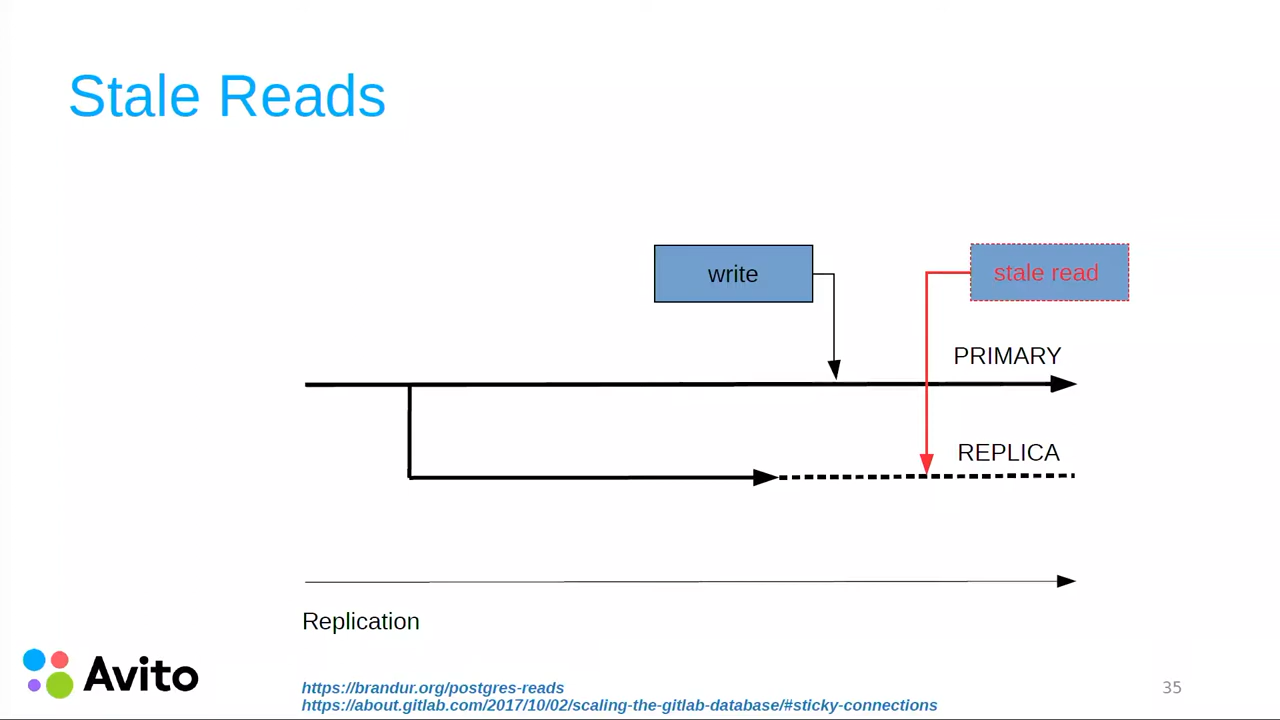 Stale Reads
write
stale read
PRIMARY
REPLICA
Replication
Avito
https://brandur.org/postgres-reads
https://about.gitlab.com/2017/10/02/scaling-the-gitlab-database/#sticky-connections
35